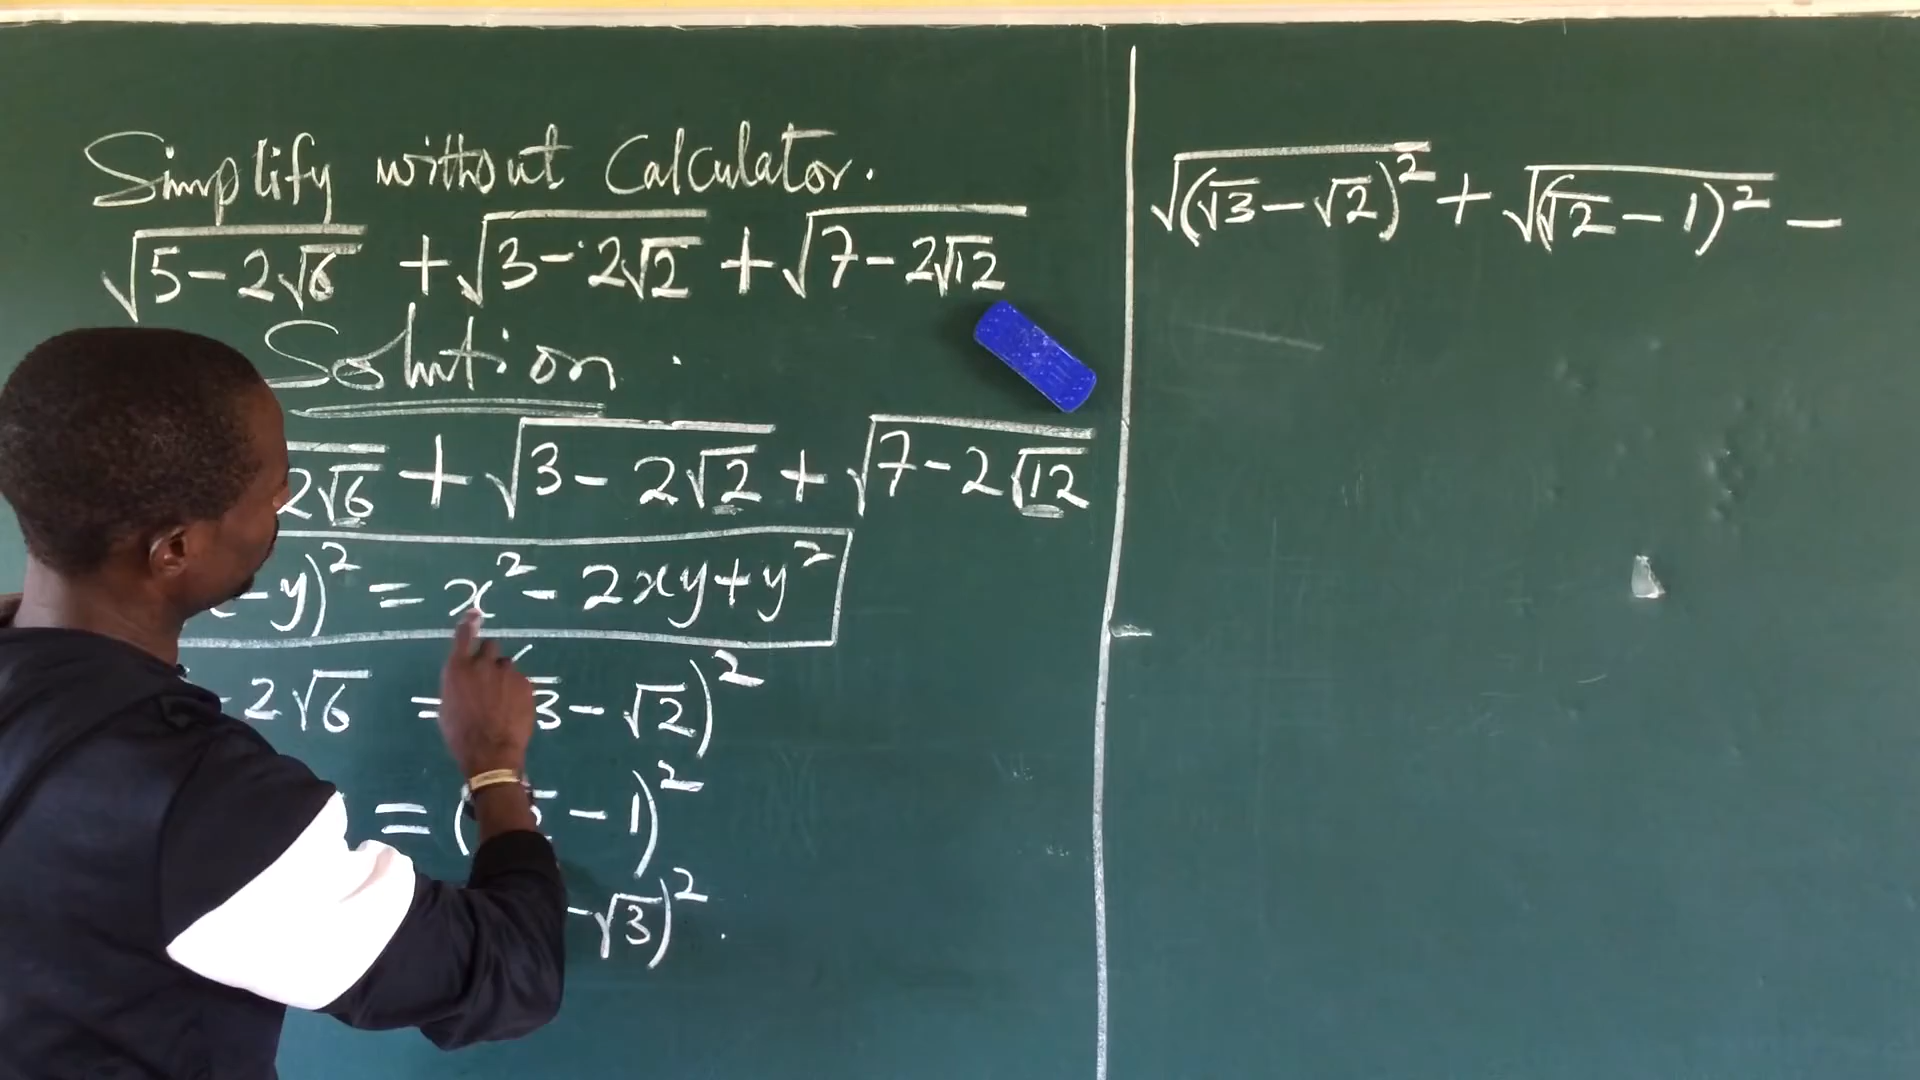 Simplify without Calculator.
√(5-2√6) + √(3-2√2) + √(7-2√12)
Solution.
2√6 + √(3-2√2) + √(7-2√12)
-y)² = x²-2xy+y²
-2√6 = √3-√2)²
= ( -1)²
-√3)².
√((√3-√2)²) + √((√2-1)²) -